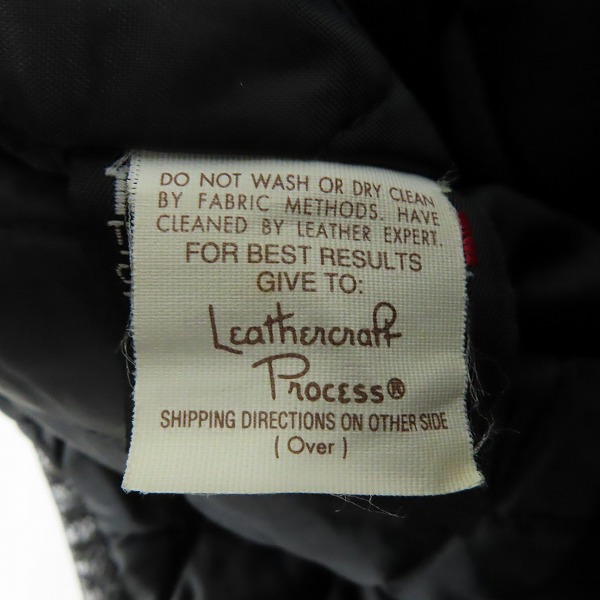 DO NOT WASH OR DRY CLEAN
BY FABRIC METHODS. HAVE
CLEANED BY LEATHER EXPERT.
FOR BEST RESULTS
GIVE TO:
Leathercraft
Process®
SHIPPING DIRECTIONS ON OTHER SIDE
( Over )